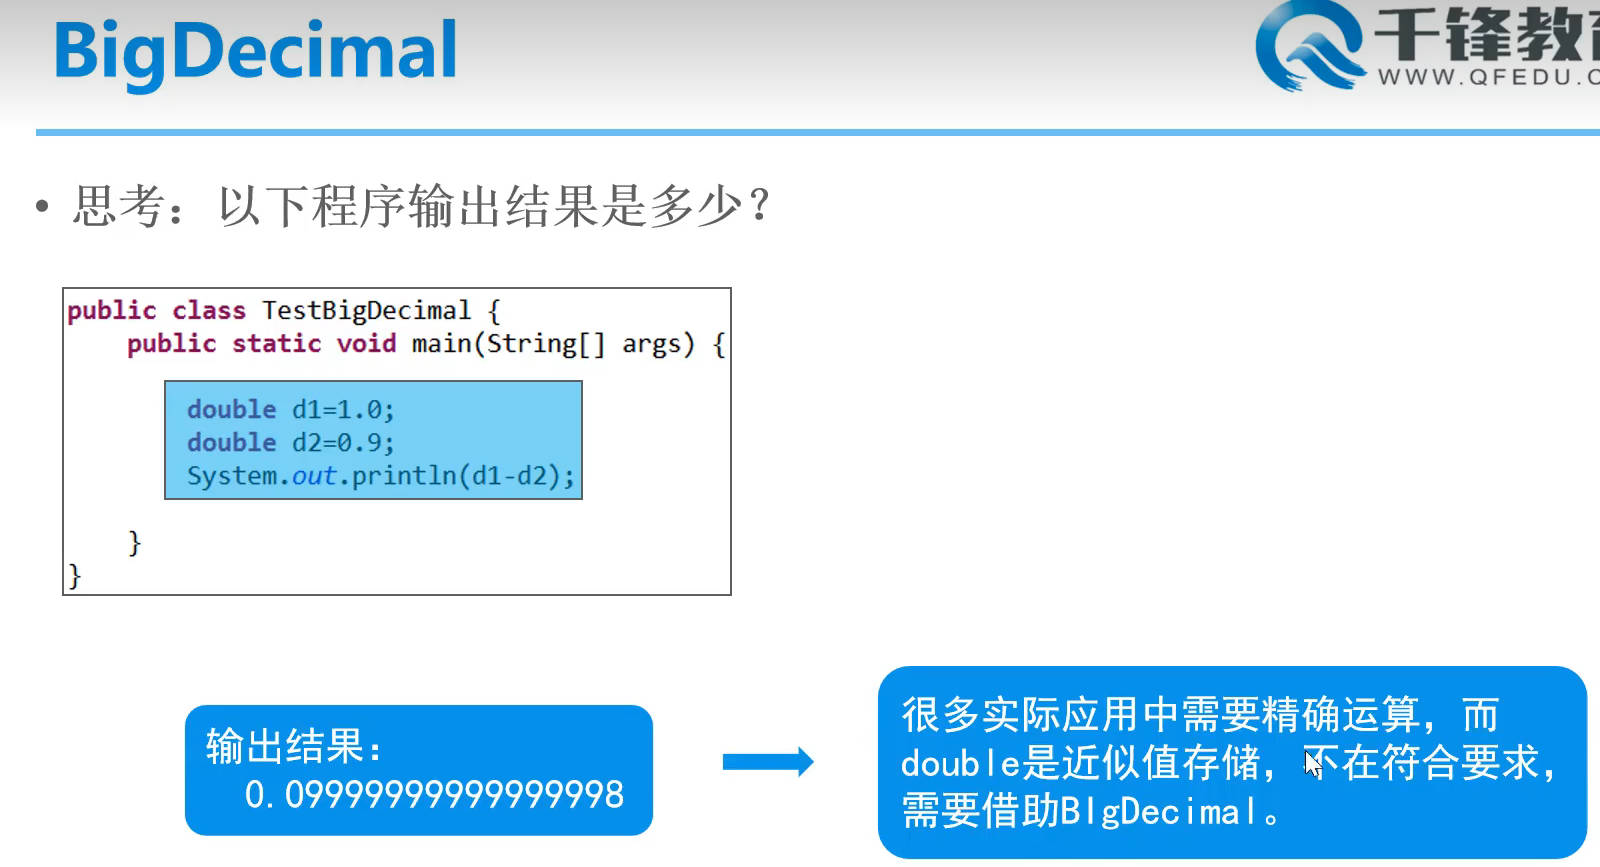 BigDecimal
千锋教育
WWW.QFEDU.C
• 思考：以下程序输出结果是多少？
public class TestBigDecimal {
public static void main(String[] args) {
double d1=1.0;
double d2=0.9;
System.out.println(d1-d2);
}
}
输出结果：
0.09999999999999998
很多实际应用中需要精确运算，而
double是近似值存储，不在符合要求，
需要借助BIgDecimal。